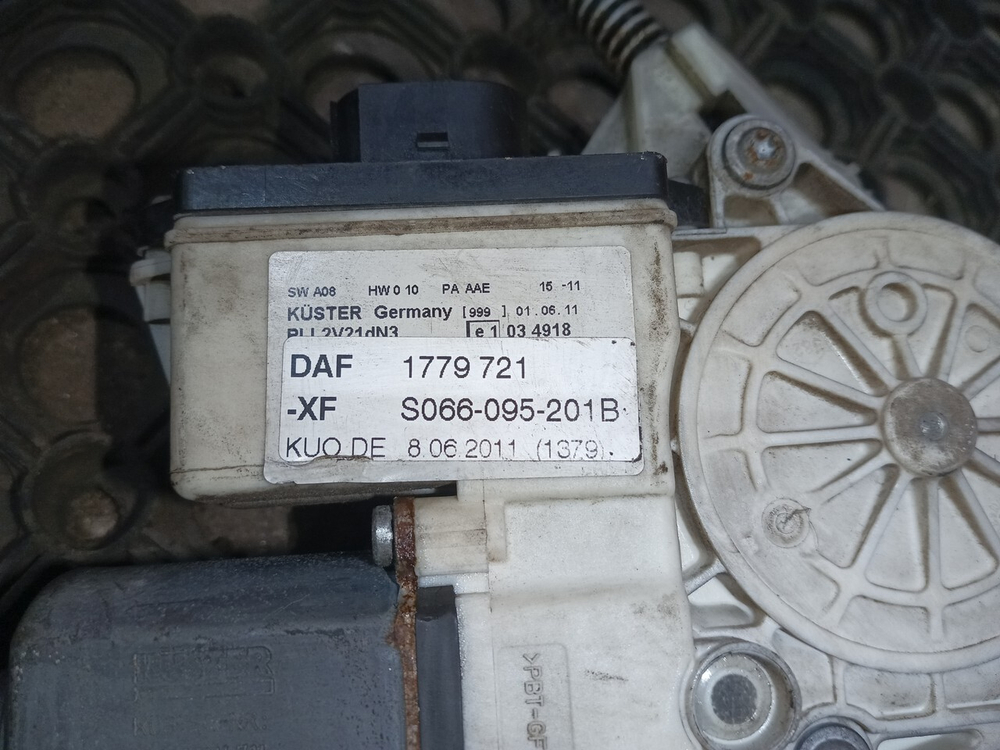 SW A08 HW 0 10 PA AAE 15 -11
KÜSTER Germany [999 ] 01.06.11
e1 03 4918
DAF 1779 721
-XF S066-095-201B
KUO DE 8.06.2011 (1379)
>PBT-GF